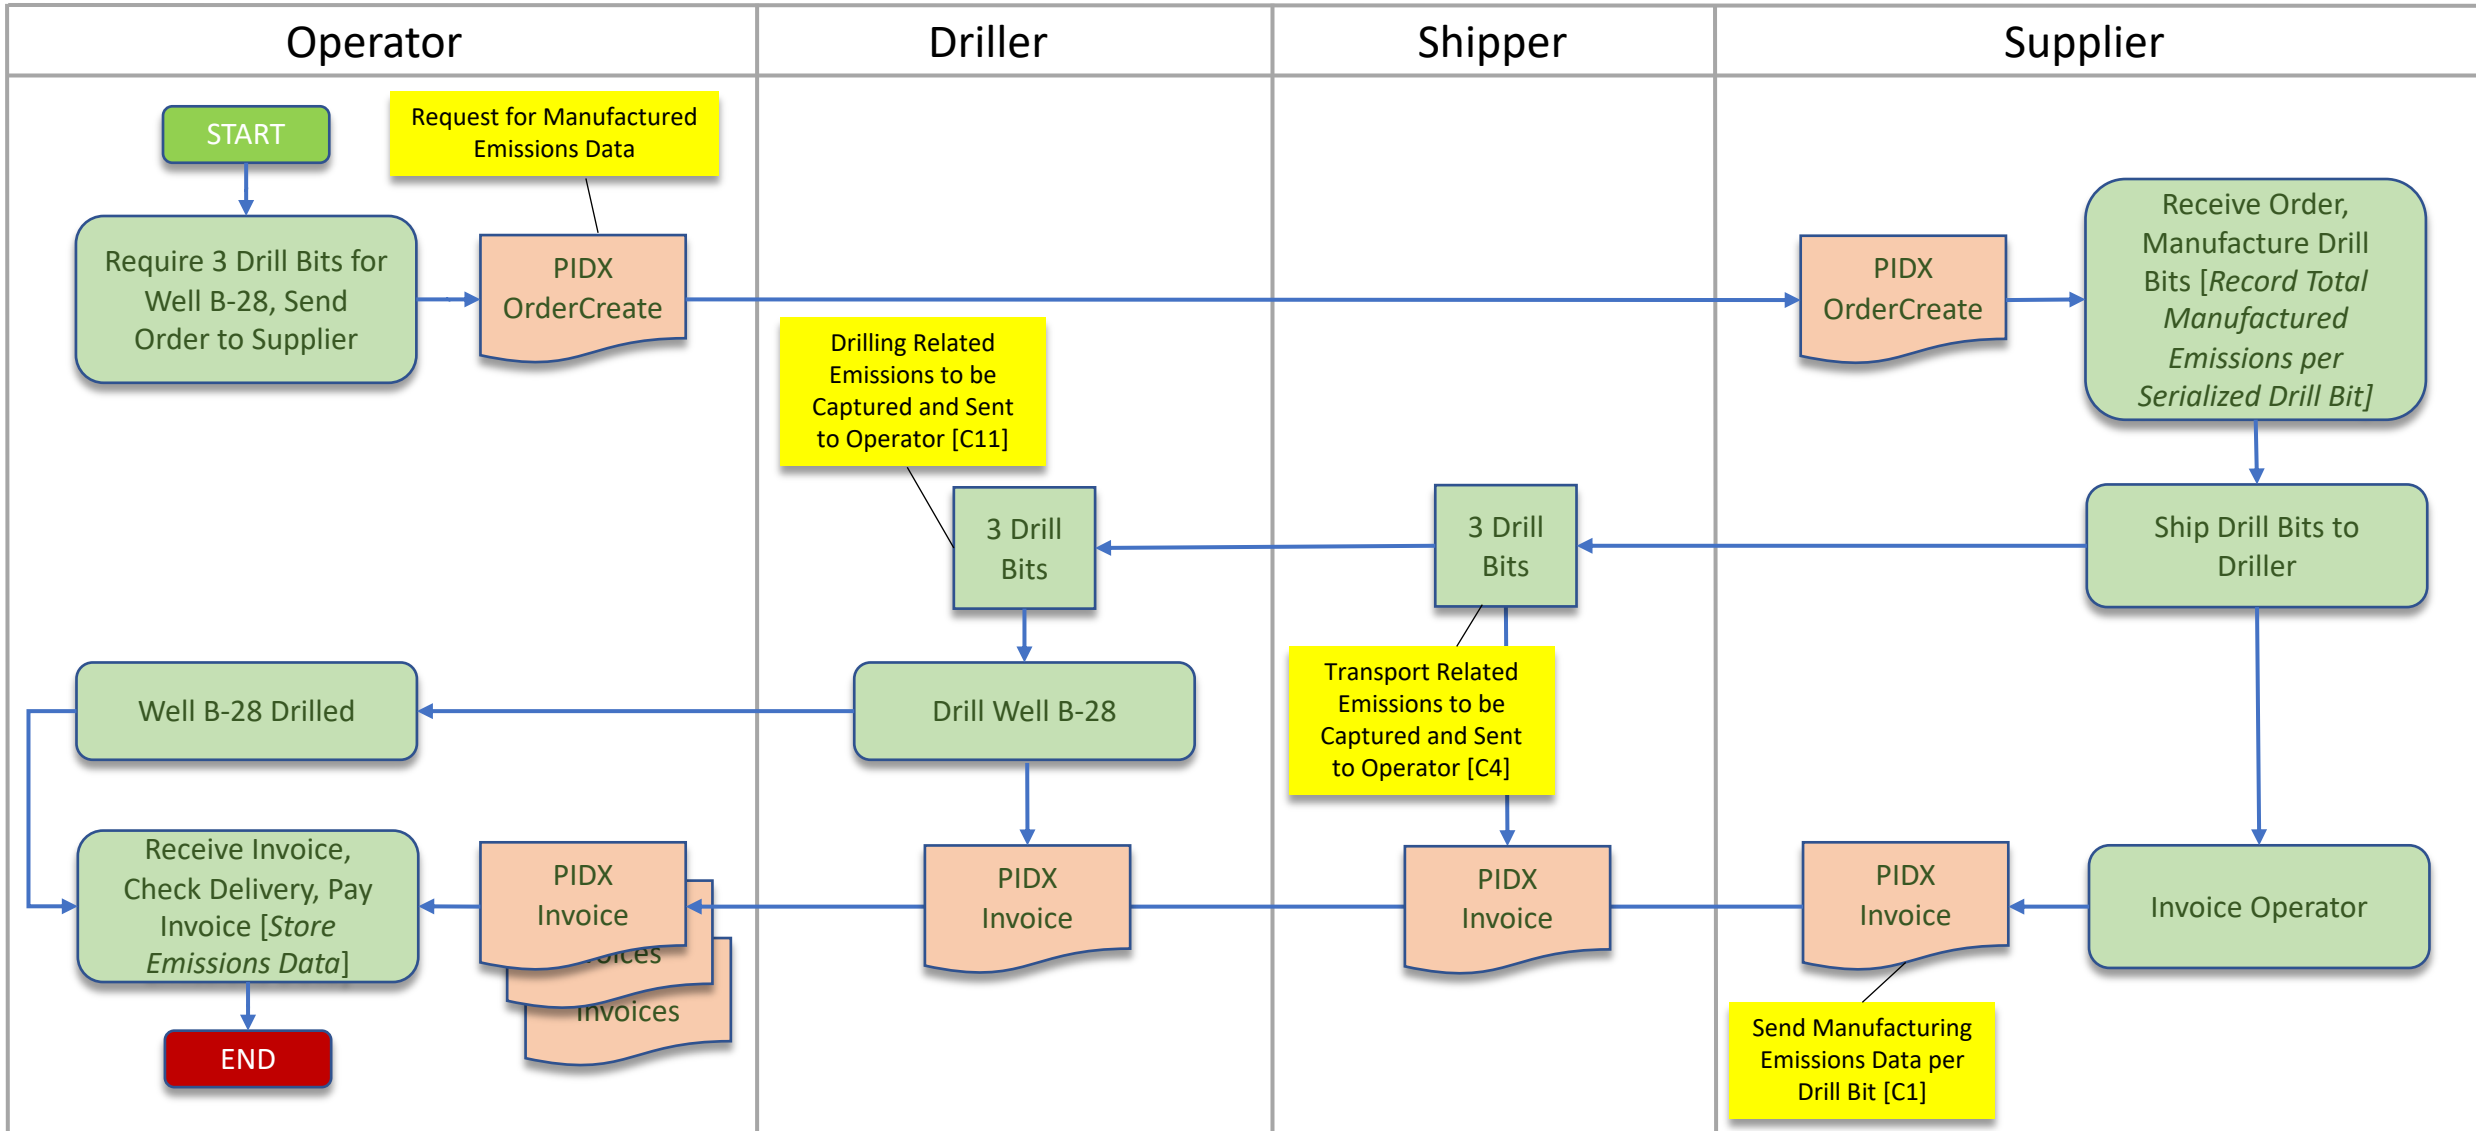 Operator
Driller
Shipper
Supplier
START
Request for Manufactured
Emissions Data
Require 3 Drill Bits for
Well B-28, Send
Order to Supplier
PIDX
OrderCreate
PIDX
OrderCreate
Receive Order,
Manufacture Drill
Bits [Record Total
Manufactured
Emissions per
Serialized Drill Bit]
Drilling Related
Emissions to be
Captured and Sent
to Operator [C11]
3 Drill
Bits
3 Drill
Bits
Ship Drill Bits to
Driller
Well B-28 Drilled
Drill Well B-28
Transport Related
Emissions to be
Captured and Sent
to Operator [C4]
Receive Invoice,
Check Delivery, Pay
Invoice [Store
Emissions Data]
PIDX
Invoice
Invoices
PIDX
Invoice
PIDX
Invoice
PIDX
Invoice
Invoice Operator
END
Send Manufacturing
Emissions Data per
Drill Bit [C1]